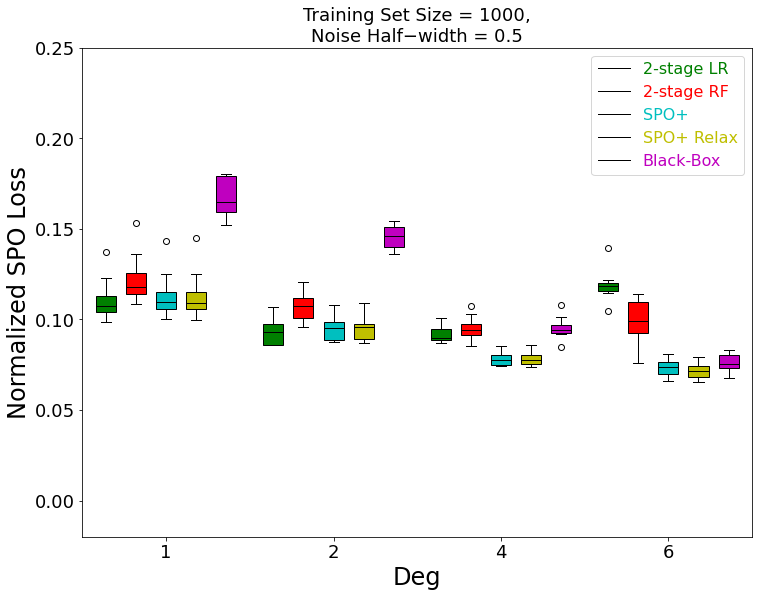 Training Set Size = 1000,
Noise Half−width = 0.5
Normalized SPO Loss
0.25
0.20
0.15
0.10
0.05
0.00
2-stage LR
2-stage RF
SPO+
SPO+ Relax
Black-Box
1 2 4 6
Deg